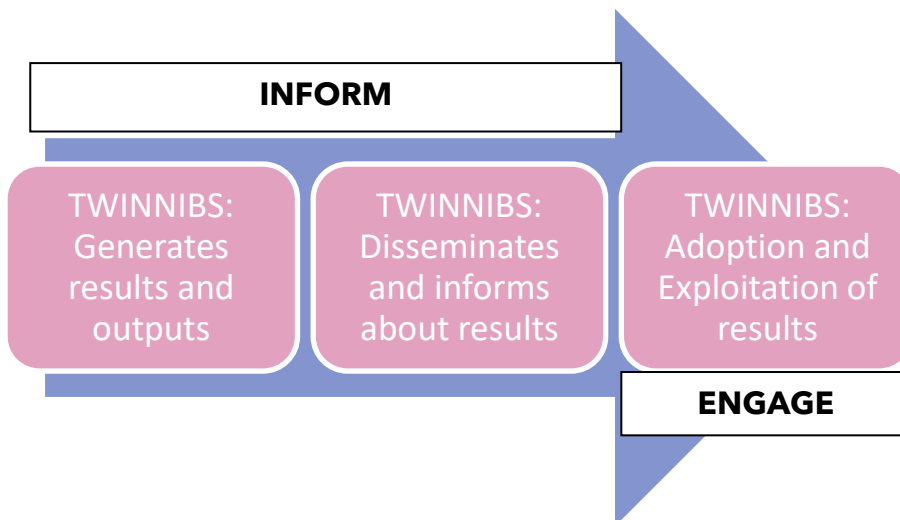 INFORM
TWINNIBS:
Generates
results and
outputs
TWINNIBS:
Disseminates
and informs
about results
TWINNIBS:
Adoption and
Exploitation of
results
ENGAGE